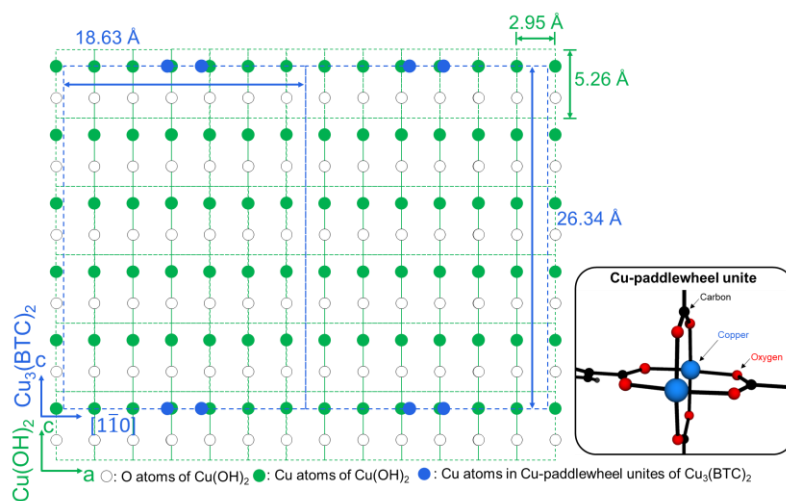 18.63 Å
2.95 Å
5.26 Å
26.34 Å
Cu-paddlewheel unite
Carbon
Copper
Oxygen
Cu₃(BTC)₂
c
[11̄0]
Cu(OH)₂
c
a
: O atoms of Cu(OH)₂ : Cu atoms of Cu(OH)₂ : Cu atoms in Cu-paddlewheel unites of Cu₃(BTC)₂